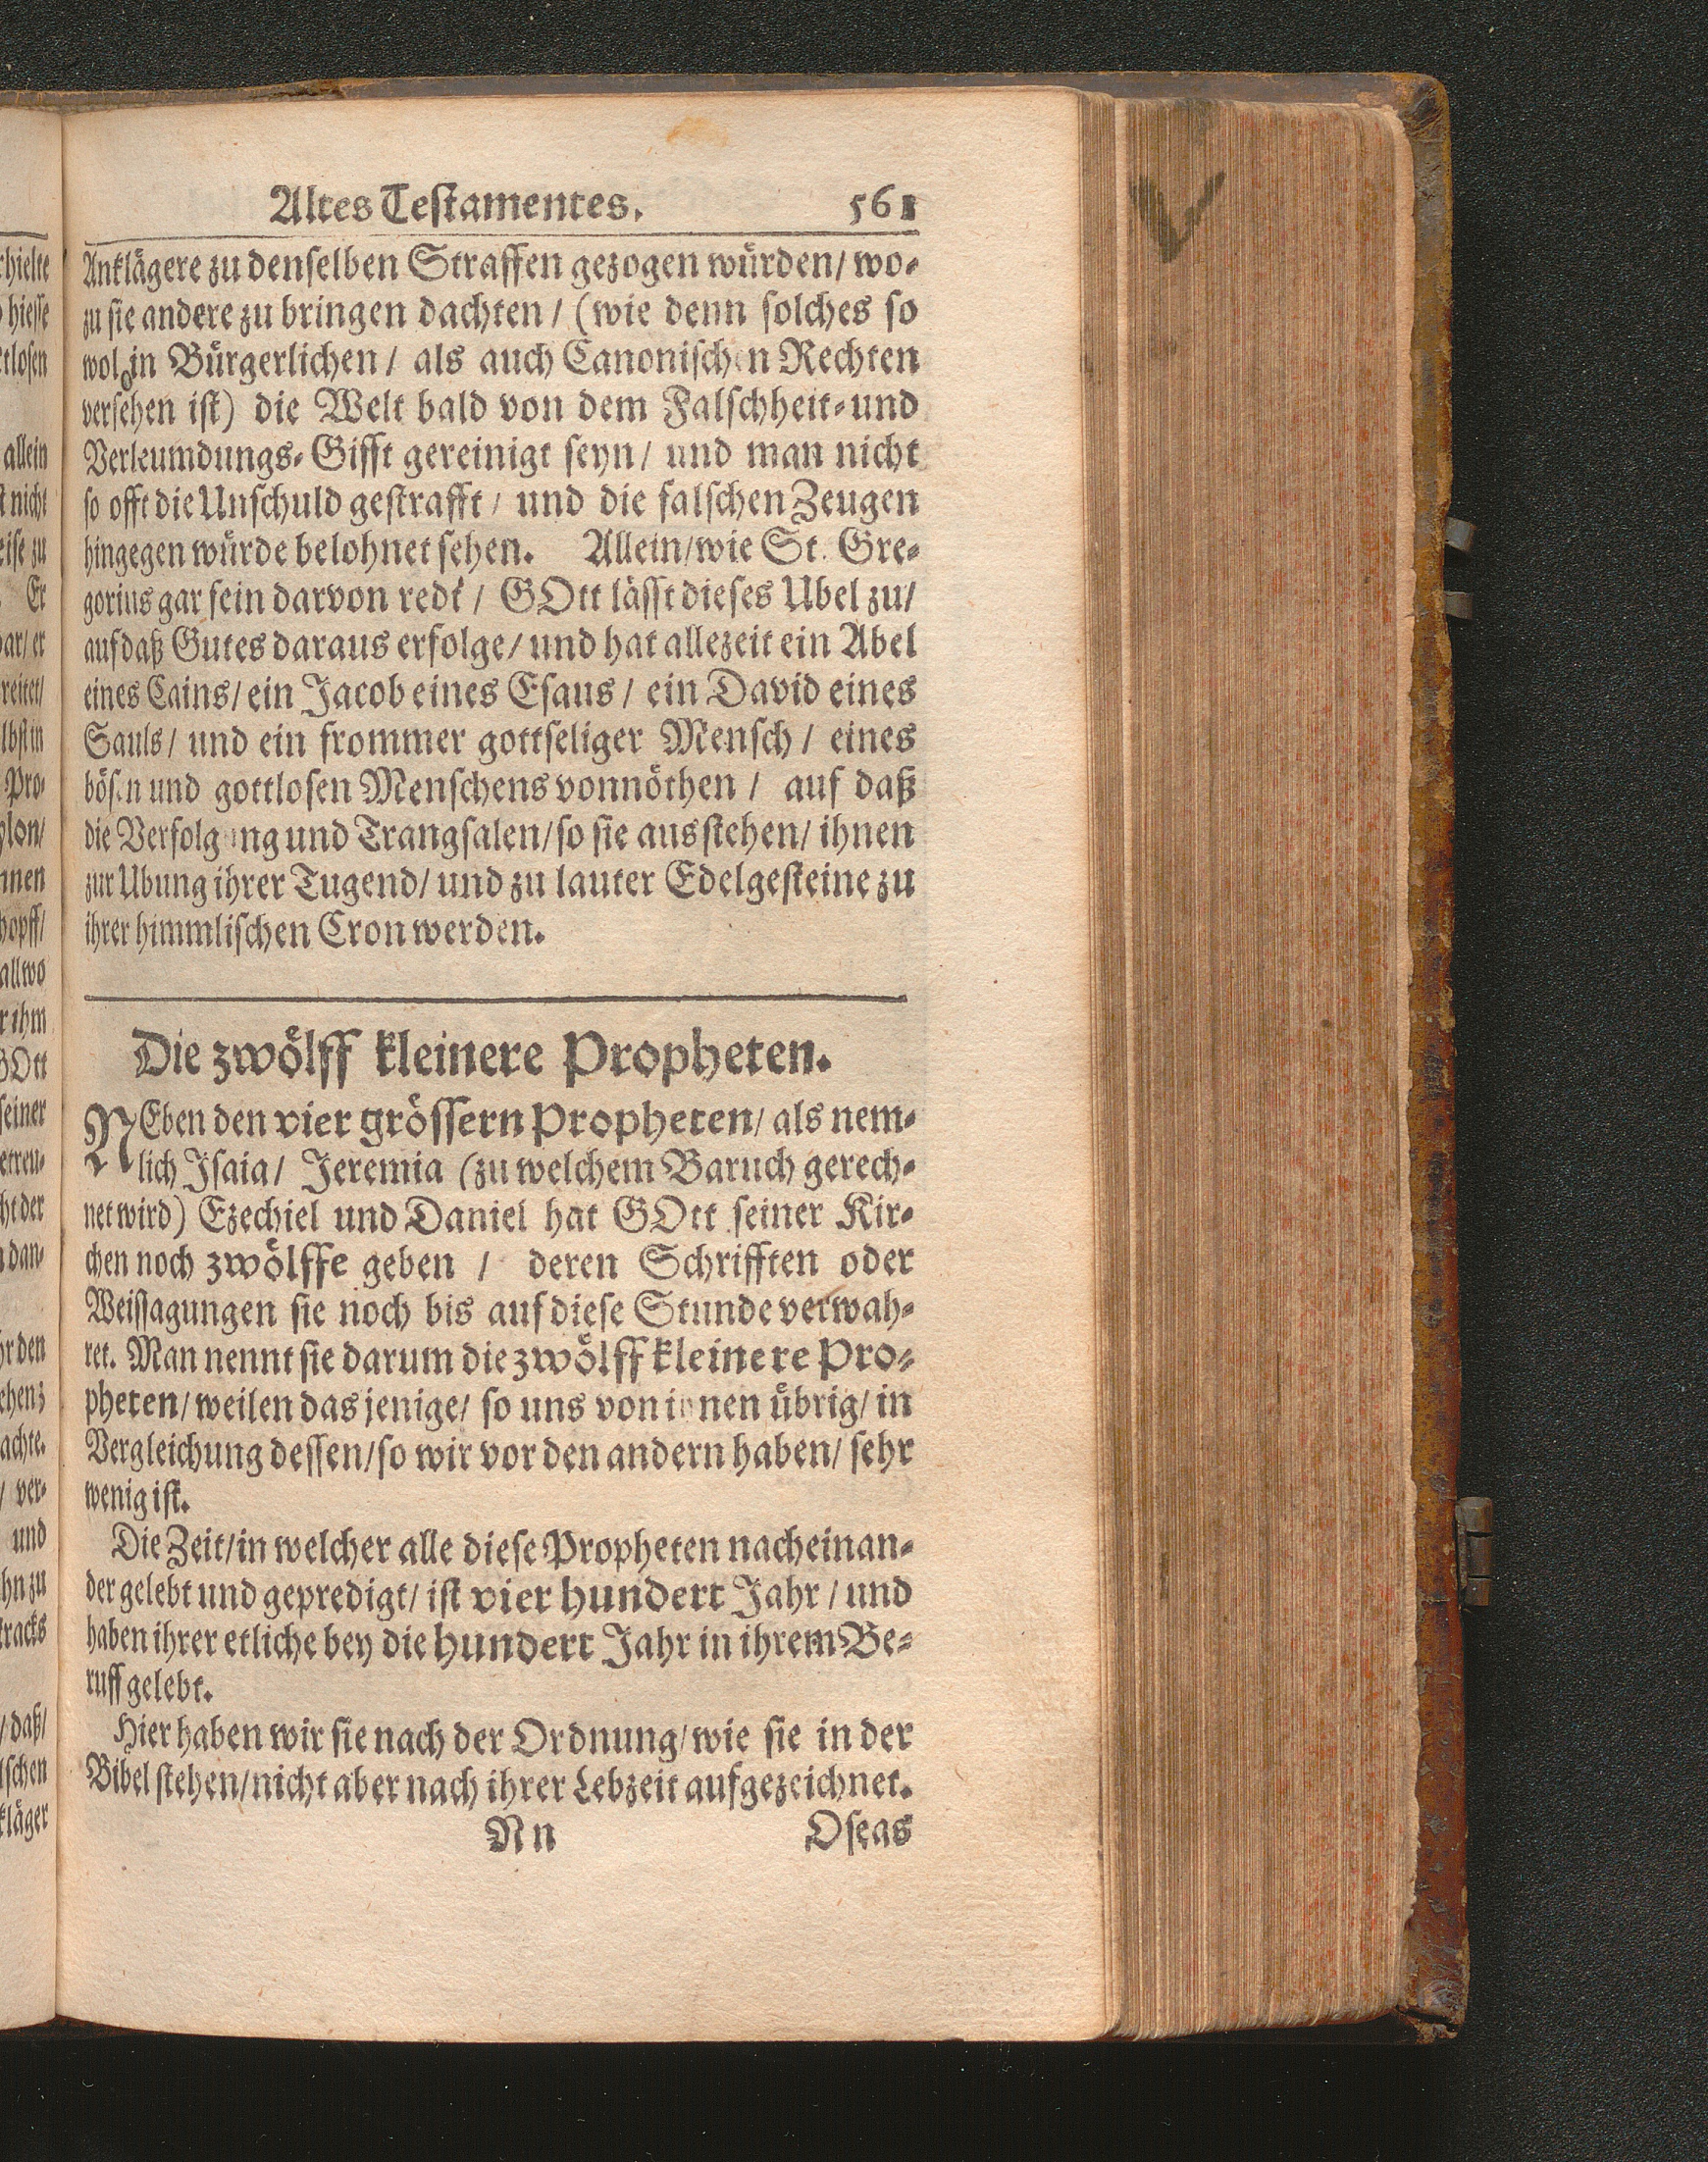 Altes Testamentes. 561
Anklägere zu denselben Straffen gezogen würden/ wo-
zu sie andere zu bringen dachten / (wie denn solches so
wol in Bürgerlichen / als auch Canonischen Rechten
versehen ist) die Welt bald von dem Falschheit- und
Verleumdungs-Gifft gereinigt seyn / und man nicht
so offt die Unschuld gestrafft / und die falschen Zeugen
hingegen würde belohnet sehen. Allein/ wie St. Gre-
gorius gar fein darvon redt / GOtt lässt dieses Ubel zu/
auf daß Gutes daraus erfolge/ und hat allezeit ein Abel
eines Cains/ ein Jacob eines Esaus / ein David eines
Sauls / und ein frommer gottseliger Mensch / eines
bösen und gottlosen Menschens vonnöthen / auf daß
die Verfolgung und Trangsalen/ so sie ausstehen/ ihnen
zur Ubung ihrer Tugend/ und zu lauter Edelgesteine zu
ihrer himmlischen Cron werden.
Die zwölff kleinere Propheten.
NEben den vier grössern Propheten/ als nem-
lich Isaia/ Jeremia (zu welchem Baruch gerech-
net wird) Ezechiel und Daniel hat GOtt seiner Kir-
chen noch zwölffe geben / deren Schrifften oder
Weissagungen sie noch bis auf diese Stunde verwah-
ret. Man nennt sie darum die zwölff kleinere Pro-
pheten/ weilen das jenige/ so uns von ihnen übrig/ in
Vergleichung dessen/ so wir vor den andern haben/ sehr
wenig ist.
Die Zeit/ in welcher alle diese Propheten nacheinan-
der gelebt und gepredigt/ ist vier hundert Jahr / und
haben ihrer etliche bey die hundert Jahr in ihrem Be-
ruff gelebt.
Hier haben wir sie nach der Ordnung/ wie sie in der
Bibel stehen/ nicht aber nach ihrer Lebzeit aufgezeichnet.
Nn Oseas